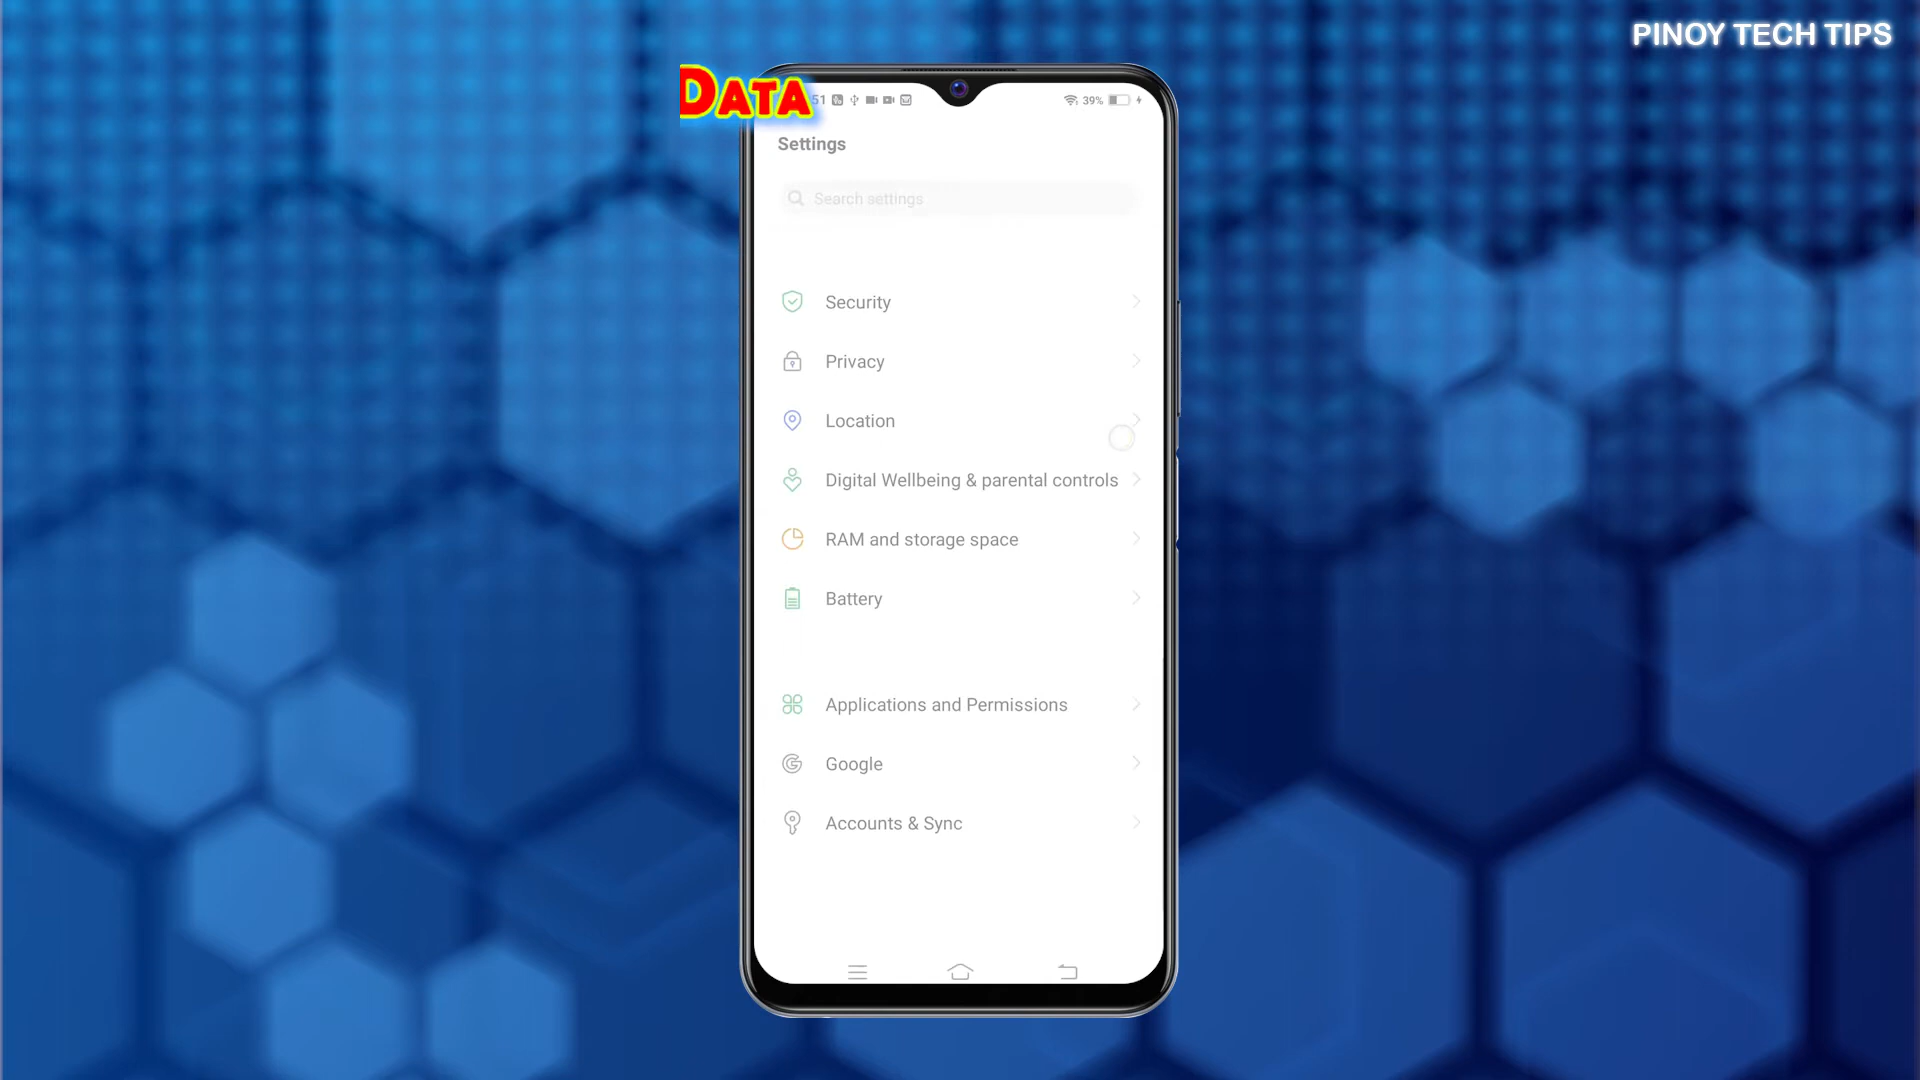 PINOY TECH TIPS
DATA
51
39%
Settings
Search settings
Security
Privacy
Location
Digital Wellbeing & parental controls
RAM and storage space
Battery
Applications and Permissions
Google
Accounts & Sync